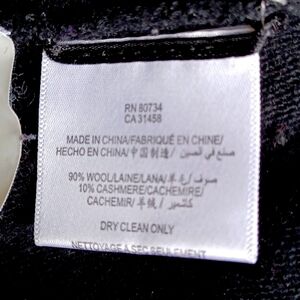 RN 80734
CA 31458
MADE IN CHINA/FABRIQUÉ EN CHINE/
HECHO EN CHINA/中国制造/ صنع في الصين
90% WOOL/LAINE/LANA/羊毛/ صوف
10% CASHMERE/CACHEMIRE/
CACHEMIR/羊绒/ كاشمير
DRY CLEAN ONLY
NETTOYAGE A SEC SEULEMENT